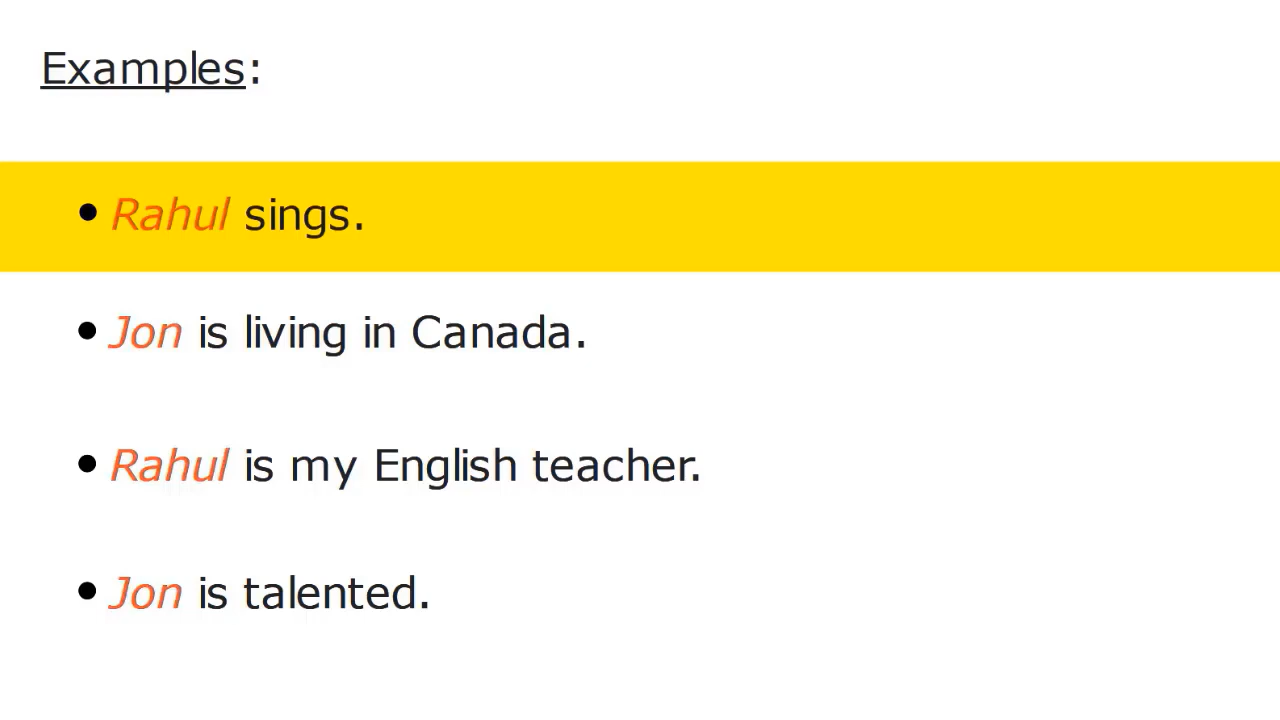 Examples:
• Rahul sings.
• Jon is living in Canada.
• Rahul is my English teacher.
• Jon is talented.